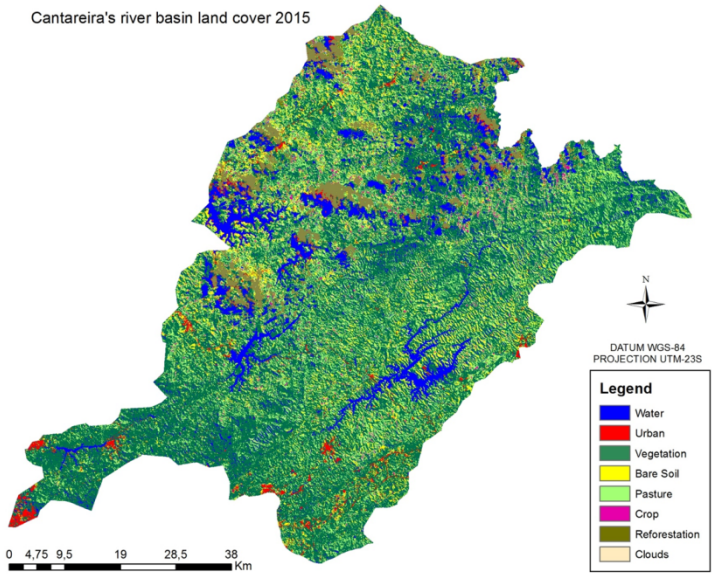 Cantareira's river basin land cover 2015
N
DATUM WGS-84
PROJECTION UTM-23S
Legend
Water
Urban
Vegetation
Bare Soil
Pasture
Crop
Reforestation
Clouds
0 4,75 9,5 19 28,5 38
Km